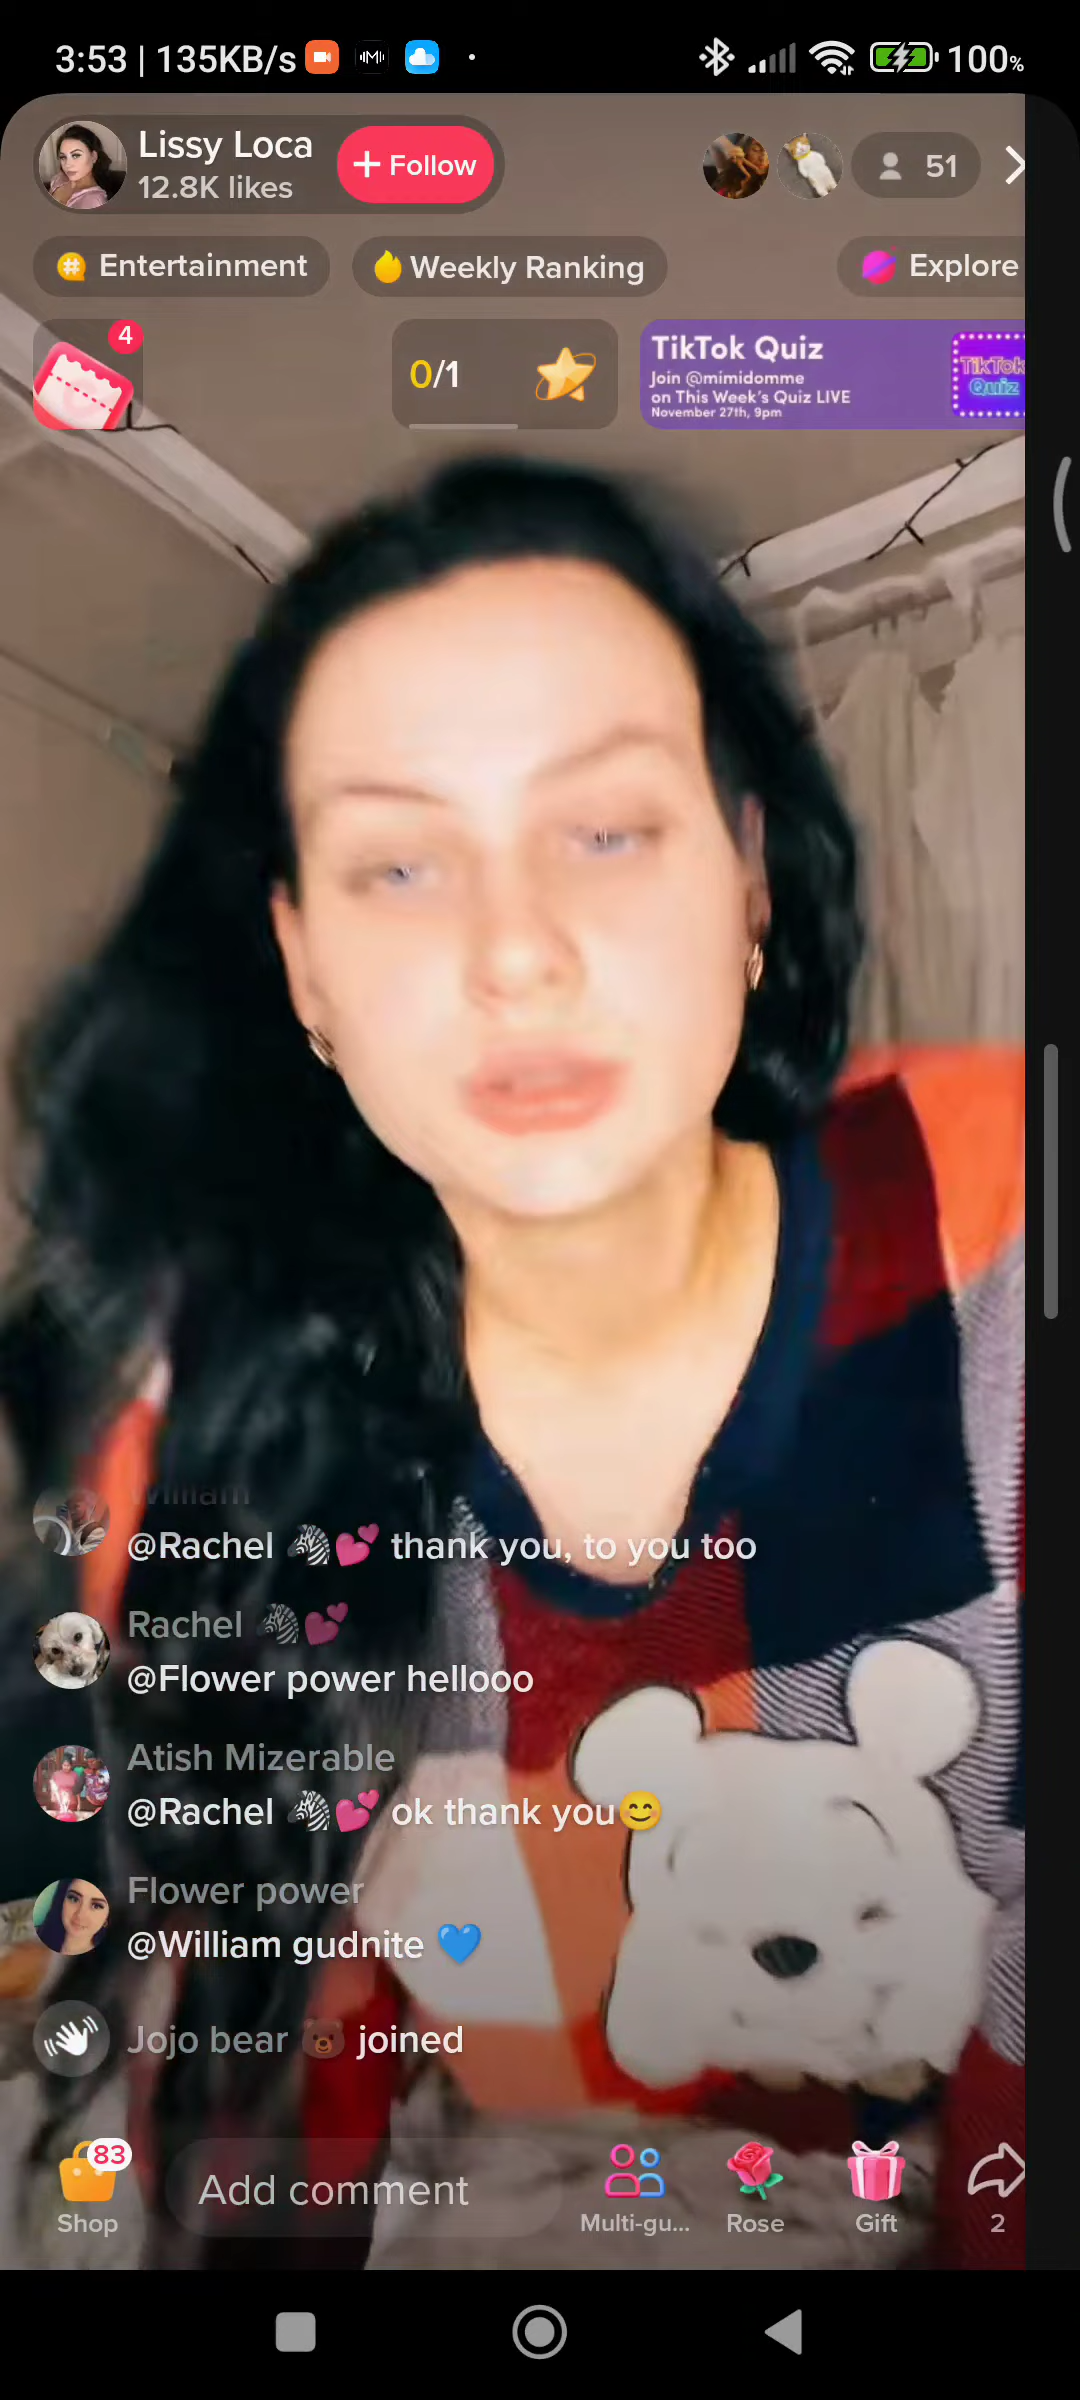 3:53 | 135KB/s
100%
Lissy Loca
12.8K likes
+ Follow
51
Entertainment
Weekly Ranking
Explore
4
0/1
TikTok Quiz
Join @mimidomme
on This Week's Quiz LIVE
November 27th, 9pm
TikTok
Quiz
William
@Rachel 🦓💕 thank you, to you too
Rachel 🦓💕
@Flower power hellooo
Atish Mizerable
@Rachel 🦓💕 ok thank you😊
Flower power
@William gudnite 💙
Jojo bear 🐻 joined
83
Shop
Add comment
Multi-gu...
Rose
Gift
2